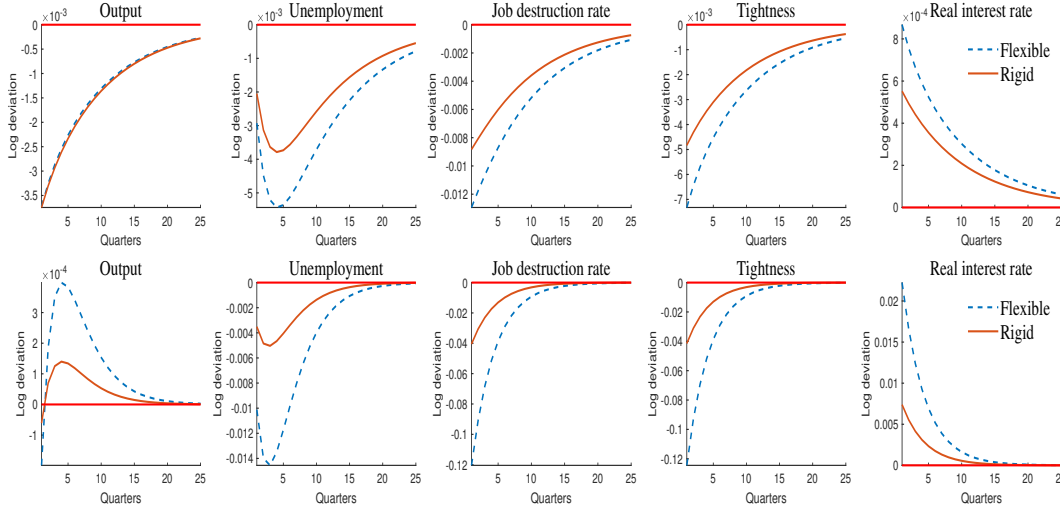 Output
×10⁻³
0
-0.5
-1
-1.5
-2
-2.5
-3
-3.5
Log deviation
5 10 15 20 25
Quarters
Unemployment
×10⁻³
0
-1
-2
-3
-4
-5
Log deviation
5 10 15 20 25
Quarters
Job destruction rate
-0.002
-0.004
-0.006
-0.008
-0.01
-0.012
Log deviation
5 10 15 20 25
Quarters
Tightness
×10⁻³
0
-1
-2
-3
-4
-5
-6
-7
Log deviation
5 10 15 20 25
Quarters
Real interest rate
×10⁻⁴
8
6
4
2
0
Log deviation
Flexible
Rigid
5 10 15 20 25
Quarters
Output
×10⁻⁴
3
2
1
0
-1
Log deviation
5 10 15 20 25
Quarters
Unemployment
0
-0.002
-0.004
-0.006
-0.008
-0.01
-0.012
-0.014
Log deviation
5 10 15 20 25
Quarters
Job destruction rate
0
-0.02
-0.04
-0.06
-0.08
-0.1
-0.12
Log deviation
5 10 15 20 25
Quarters
Tightness
0
-0.02
-0.04
-0.06
-0.08
-0.1
-0.12
Log deviation
5 10 15 20 25
Quarters
Real interest rate
0.02
0.015
0.01
0.005
0
Log deviation
Flexible
Rigid
5 10 15 20 25
Quarters